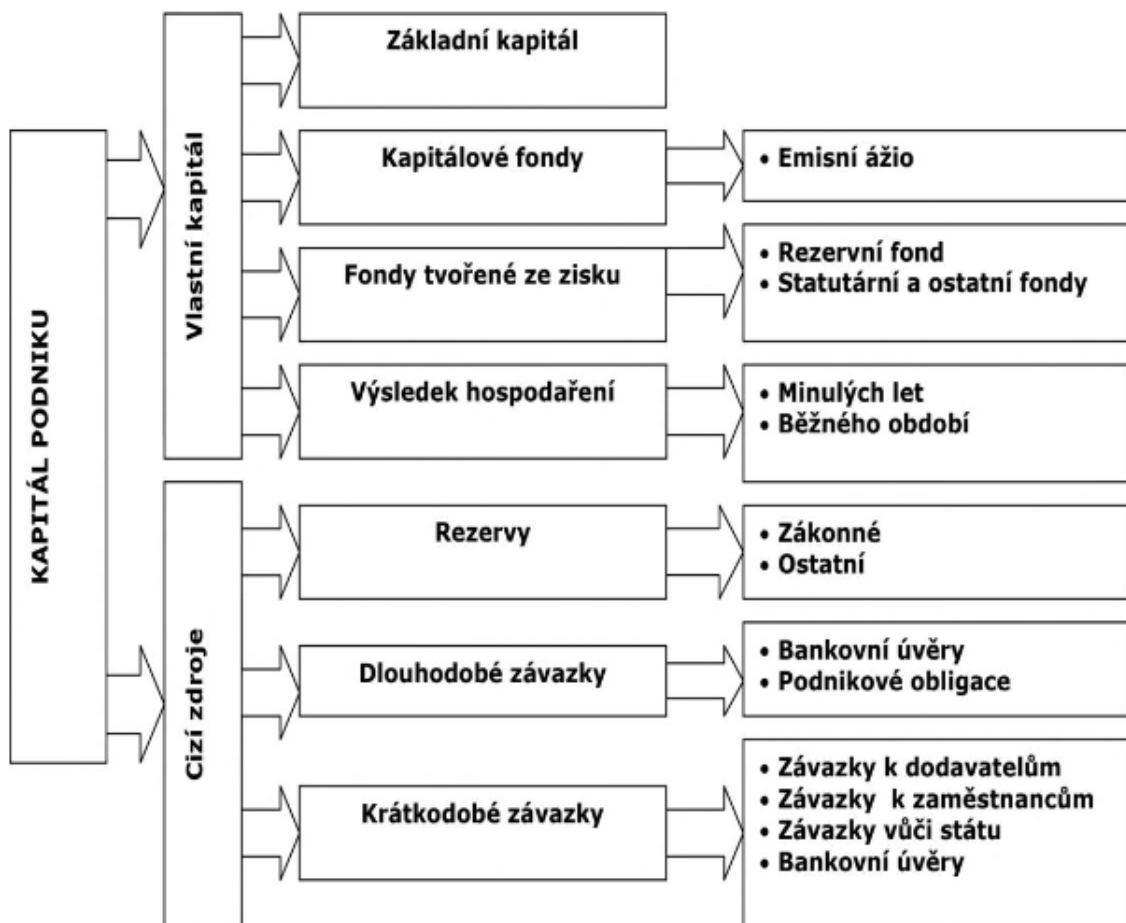 KAPITÁL PODNIKU
Vlastní kapitál
Základní kapitál
Kapitálové fondy
• Emisní ážio
Fondy tvořené ze zisku
• Rezervní fond
• Statutární a ostatní fondy
Výsledek hospodaření
• Minulých let
• Běžného období
Cizí zdroje
Rezervy
• Zákonné
• Ostatní
Dlouhodobé závazky
• Bankovní úvěry
• Podnikové obligace
Krátkodobé závazky
• Závazky k dodavatelům
• Závazky k zaměstnancům
• Závazky vůči státu
• Bankovní úvěry